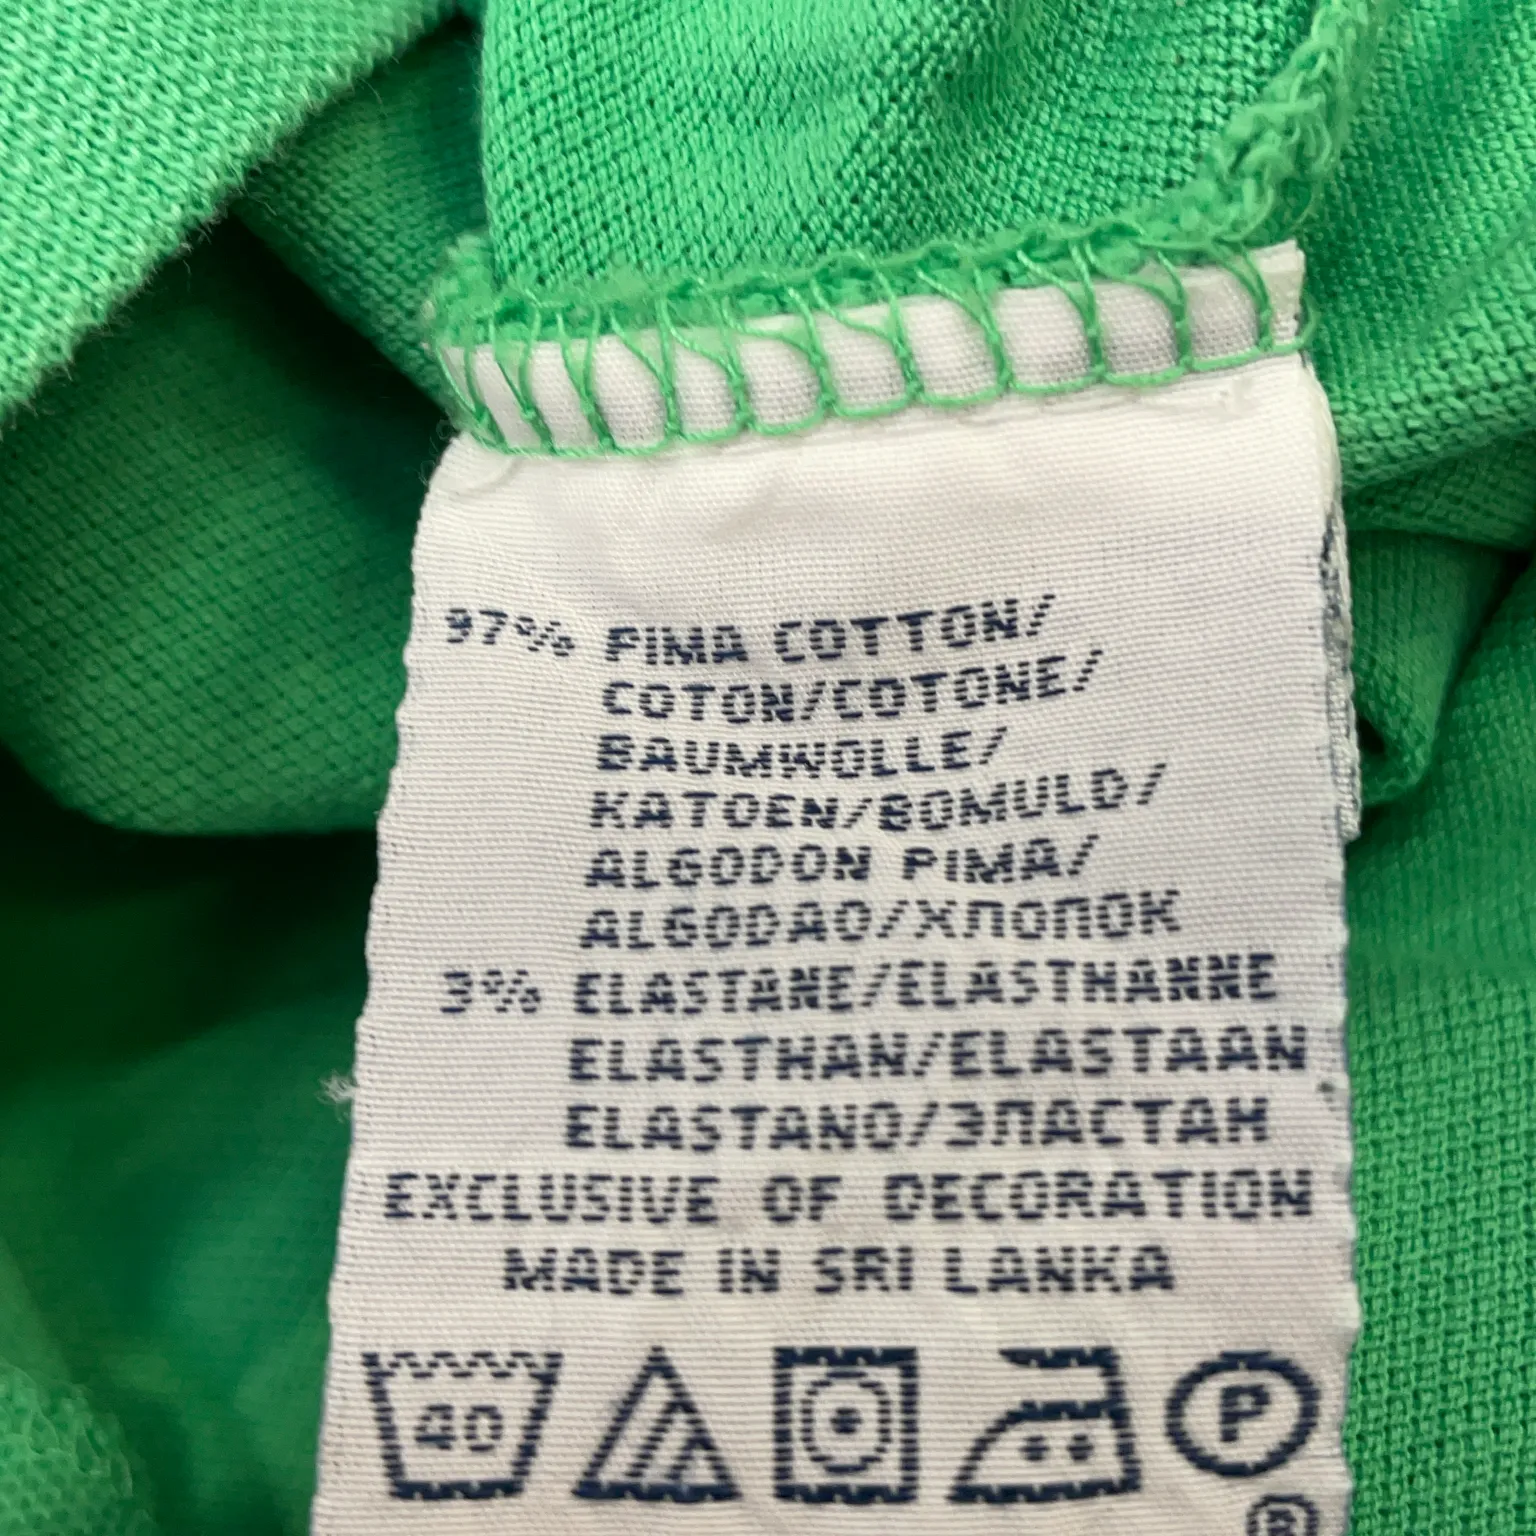 97% PIMA COTTON/
COTON/COTONE/
BAUMWOLLE/
KATOEN/BOMULD/
ALGODON PIMA/
ALGODAO/ХЛОПОК
3% ELASTANE/ELASTHANNE
ELASTHAN/ELASTAAN
ELASTANO/ЭЛАСТАН
EXCLUSIVE OF DECORATION
MADE IN SRI LANKA
40 P
®